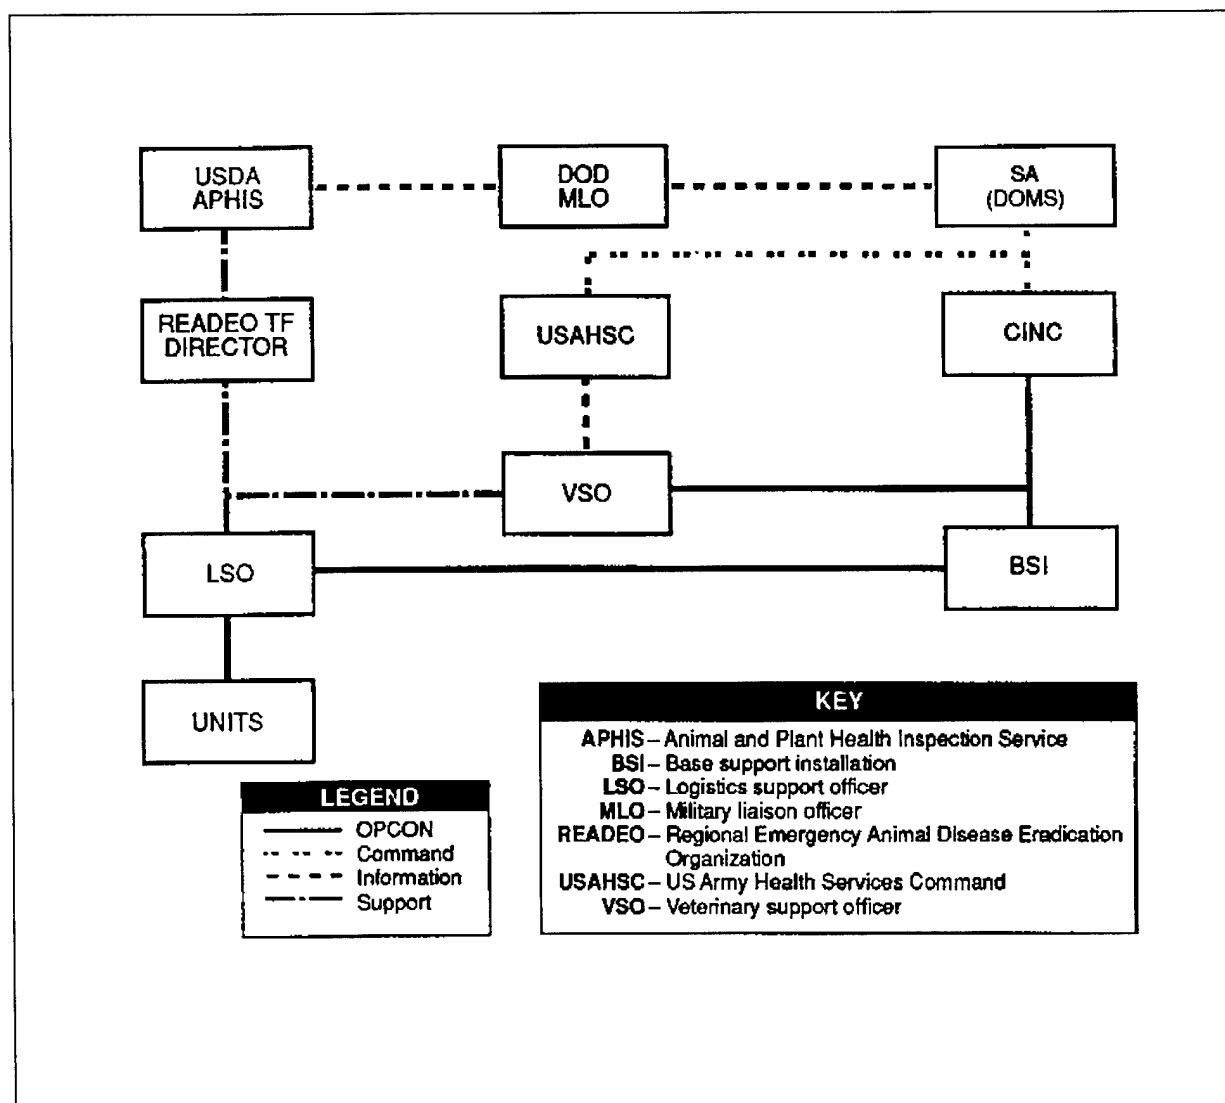 USDA
APHIS
DOD
MLO
SA
(DOMS)
READEO TF
DIRECTOR
USAHSC
CINC
VSO
LSO
BSI
UNITS
KEY
APHIS – Animal and Plant Health Inspection Service
BSI – Base support installation
LSO – Logistics support officer
MLO – Military liaison officer
READEO – Regional Emergency Animal Disease Eradication
Organization
USAHSC – US Army Health Services Command
VSO – Veterinary support officer
LEGEND
OPCON
Command
Information
Support